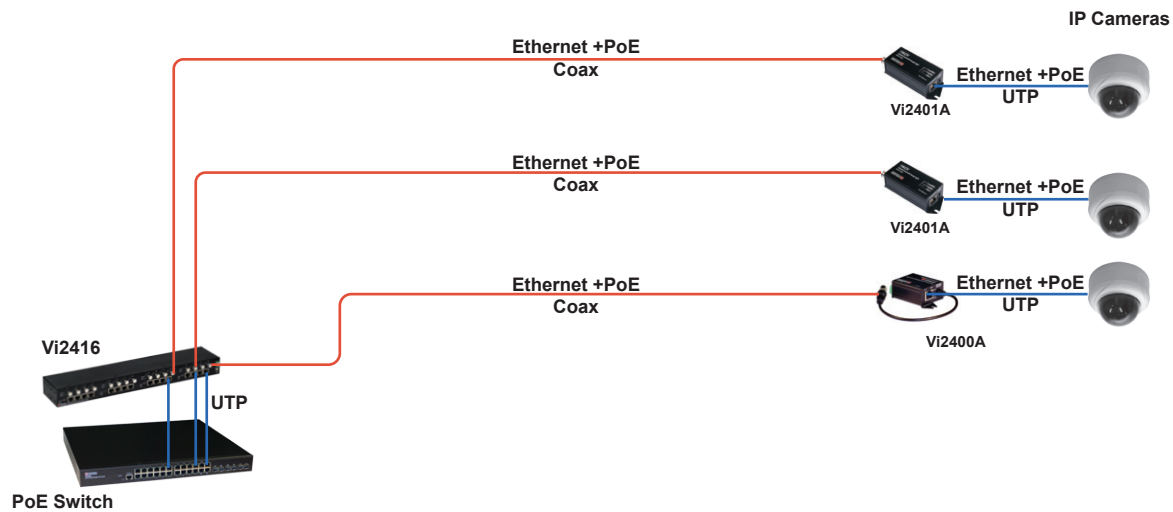 IP Cameras
Ethernet +PoE
Coax
Ethernet +PoE
UTP
Vi2401A
Ethernet +PoE
Coax
Ethernet +PoE
UTP
Vi2401A
Ethernet +PoE
Coax
Ethernet +PoE
UTP
Vi2400A
Vi2416
UTP
PoE Switch